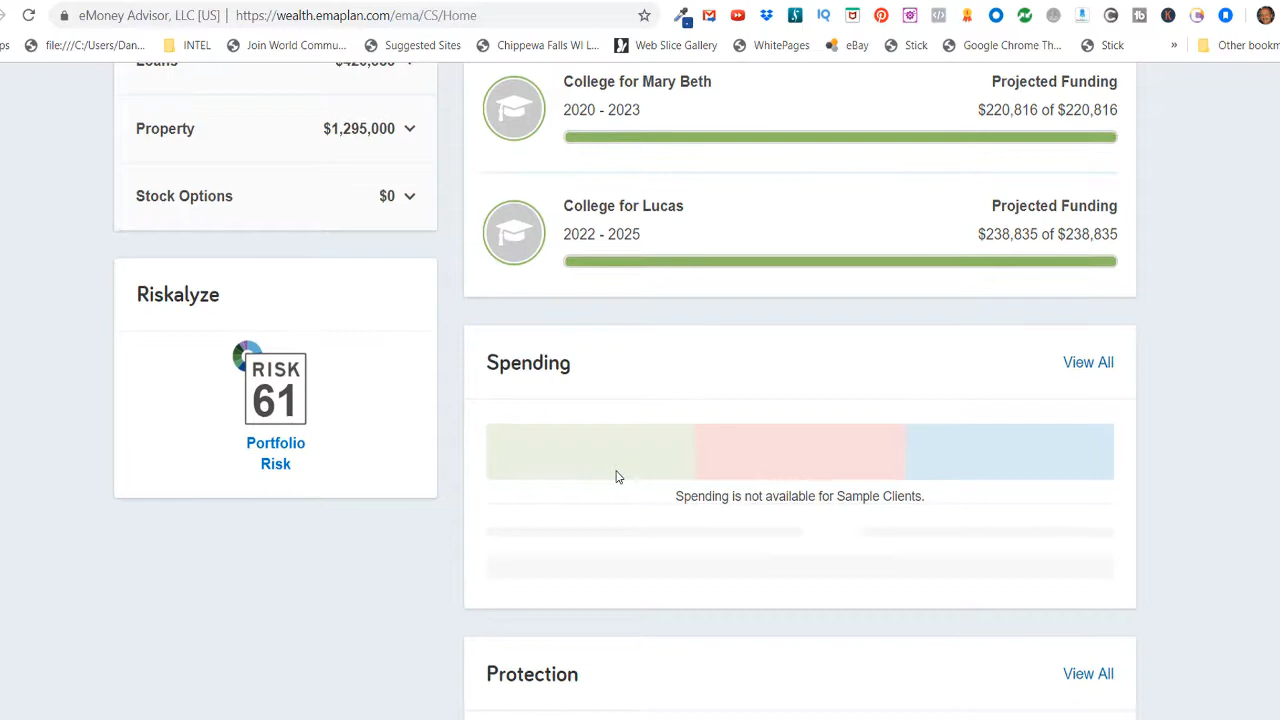 eMoney Advisor, LLC [US] | https://wealth.emaplan.com/ema/CS/Home
ps file:///C:/Users/Dan... INTEL Join World Commu... Suggested Sites Chippewa Falls WI L... Web Slice Gallery WhitePages eBay Stick Google Chrome Th... Stick » Other bookm
Loans
Property $1,295,000
Stock Options $0
Riskalyze
RISK
61
Portfolio
Risk
College for Mary Beth Projected Funding
2020 - 2023 $220,816 of $220,816
College for Lucas Projected Funding
2022 - 2025 $238,835 of $238,835
Spending View All
Spending is not available for Sample Clients.
Protection View All